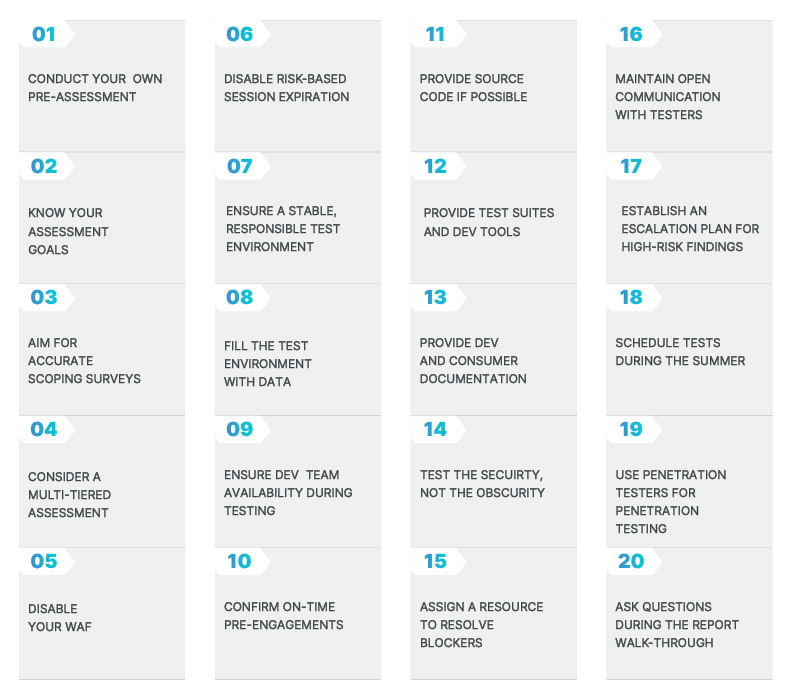 01
CONDUCT YOUR OWN
PRE-ASSESSMENT
02
KNOW YOUR
ASSESSMENT
GOALS
03
AIM FOR
ACCURATE
SCOPING SURVEYS
04
CONSIDER A
MULTI-TIERED
ASSESSMENT
05
DISABLE
YOUR WAF
06
DISABLE RISK-BASED
SESSION EXPIRATION
07
ENSURE A STABLE,
RESPONSIBLE TEST
ENVIRONMENT
08
FILL THE TEST
ENVIRONMENT
WITH DATA
09
ENSURE DEV TEAM
AVAILABILITY DURING
TESTING
10
CONFIRM ON-TIME
PRE-ENGAGEMENTS
11
PROVIDE SOURCE
CODE IF POSSIBLE
12
PROVIDE TEST SUITES
AND DEV TOOLS
13
PROVIDE DEV
AND CONSUMER
DOCUMENTATION
14
TEST THE SECUIRTY,
NOT THE OBSCURITY
15
ASSIGN A RESOURCE
TO RESOLVE
BLOCKERS
16
MAINTAIN OPEN
COMMUNICATION
WITH TESTERS
17
ESTABLISH AN
ESCALATION PLAN FOR
HIGH-RISK FINDINGS
18
SCHEDULE TESTS
DURING THE SUMMER
19
USE PENETRATION
TESTERS FOR
PENETRATION
TESTING
20
ASK QUESTIONS
DURING THE REPORT
WALK-THROUGH